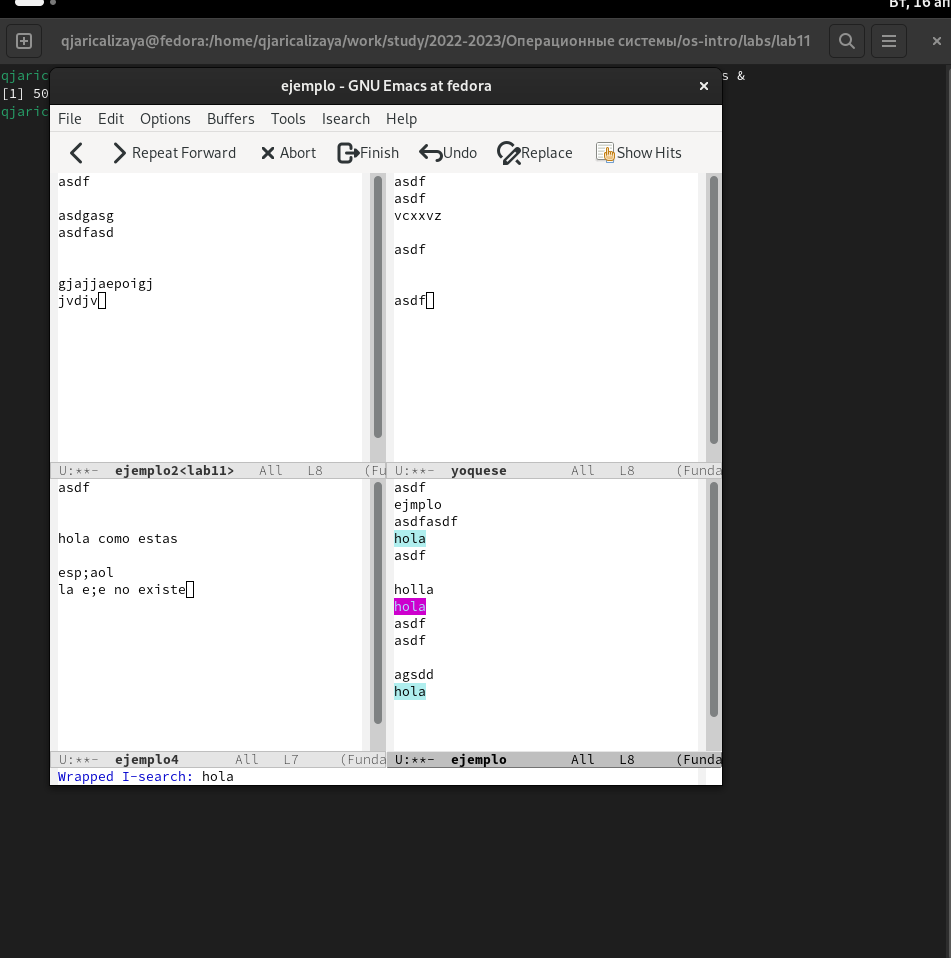 Вт, 16 ап
qjaricalizaya@fedora:/home/qjaricalizaya/work/study/2022-2023/Операционные системы/os-intro/labs/lab11
qjaric s &
[1] 50
qjaric
ejemplo - GNU Emacs at fedora
File Edit Options Buffers Tools Isearch Help
Repeat Forward Abort Finish Undo Replace Show Hits
asdf
asdgasg
asdfasd
gjajjaepoigj
jvdjv
U:**- ejemplo2<lab11> All L8 (Fu
asdf
asdf
vcxxvz
asdf
asdf
U:**- yoquese All L8 (Funda
asdf
hola como estas
esp;aol
la e;e no existe
U:**- ejemplo4 All L7 (Funda
asdf
ejmplo
asdfasdf
hola
asdf
holla
hola
asdf
asdf
agsdd
hola
U:**- ejemplo All L8 (Funda
Wrapped I-search: hola